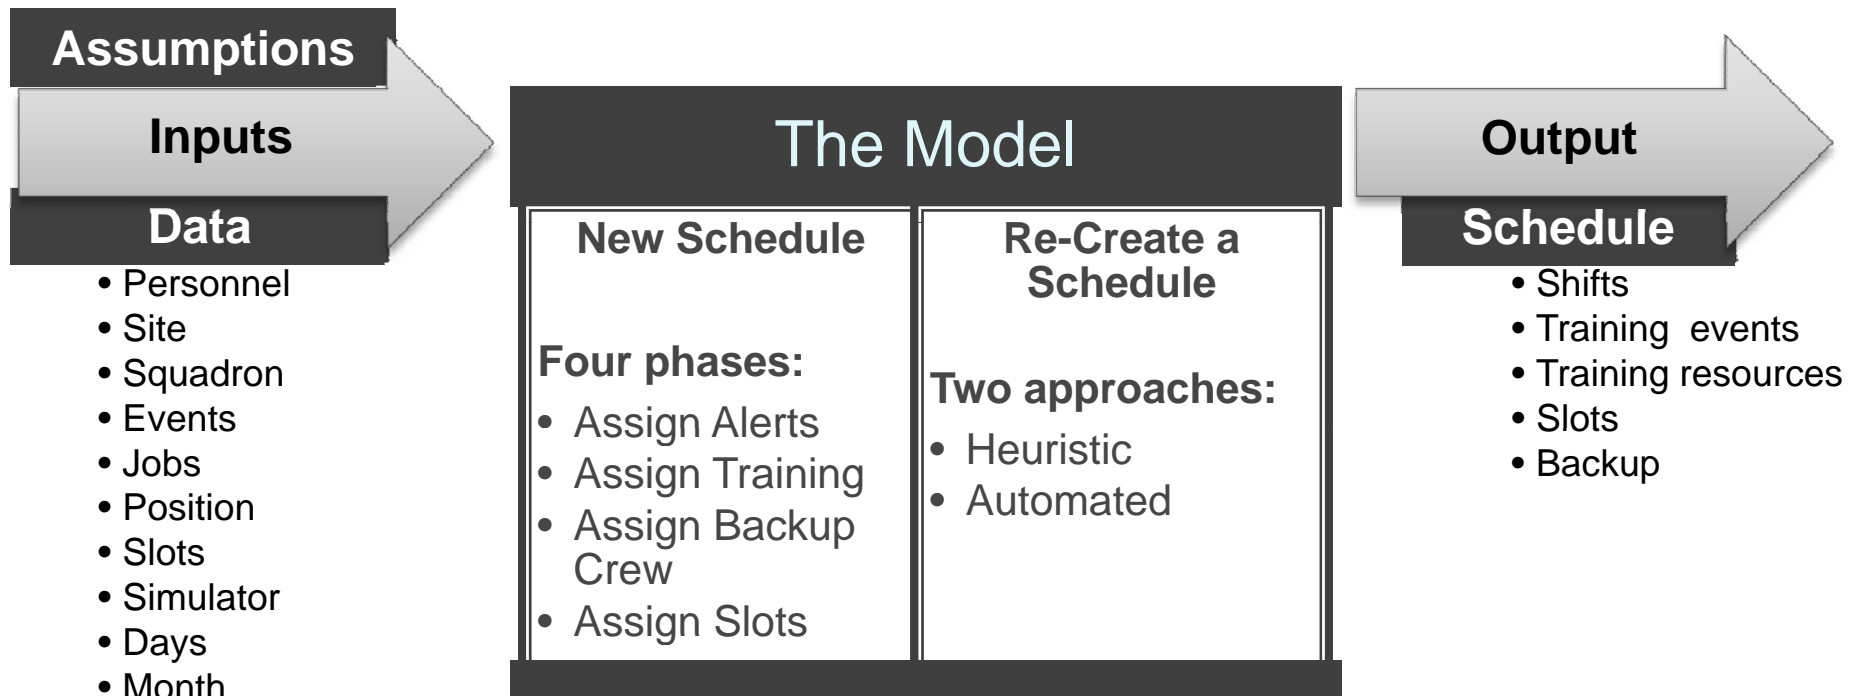 Assumptions
Inputs
Data
• Personnel
• Site
• Squadron
• Events
• Jobs
• Position
• Slots
• Simulator
• Days
• Month
The Model
New Schedule
Four phases:
• Assign Alerts
• Assign Training
• Assign Backup
Crew
• Assign Slots
Re-Create a
Schedule
Two approaches:
• Heuristic
• Automated
Output
Schedule
• Shifts
• Training events
• Training resources
• Slots
• Backup